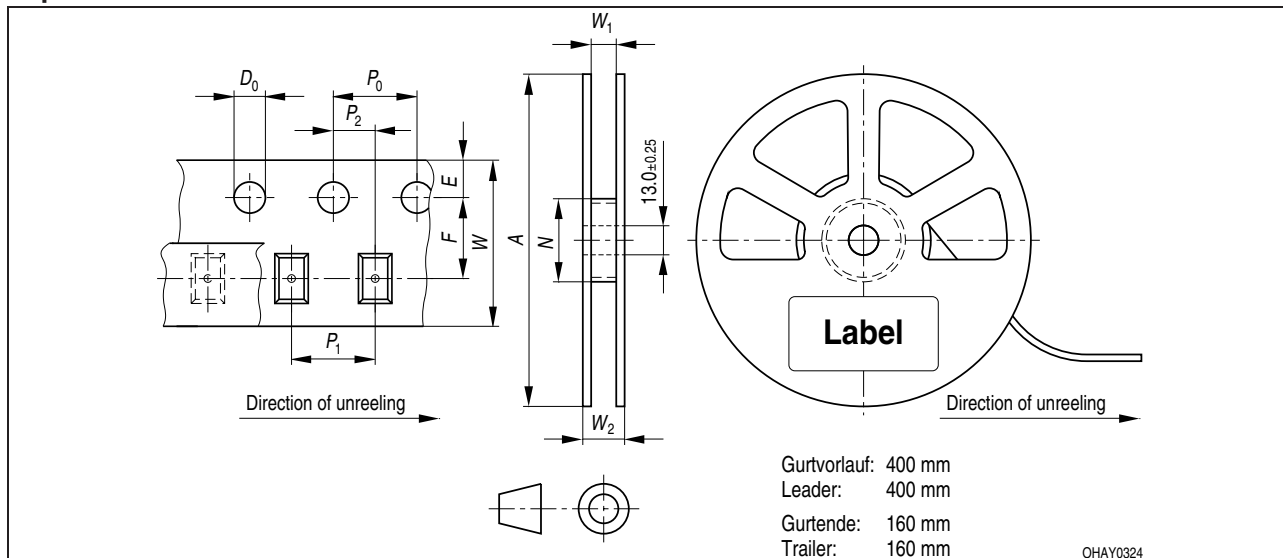 W₁
D₀
P₀
P₂
E
F
W
A
N
13.0±0.25
P₁
Label
Direction of unreeling
W₂
Direction of unreeling
Gurtvorlauf: 400 mm
Leader: 400 mm
Gurtende: 160 mm
Trailer: 160 mm
OHAY0324